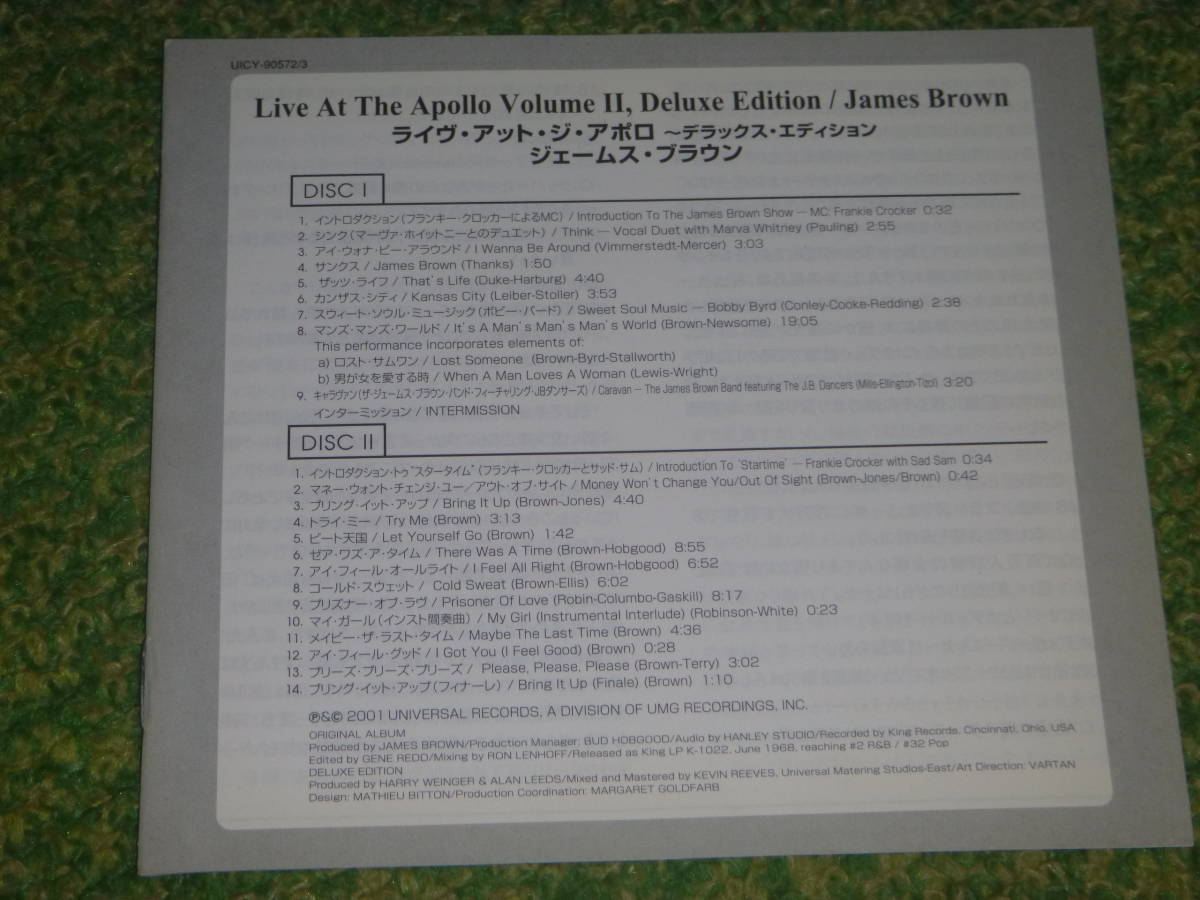 UICY-90572/3
Live At The Apollo Volume II, Deluxe Edition / James Brown
ライヴ・アット・ジ・アポロ ～デラックス・エディション
ジェームス・ブラウン
DISC I
1. イントロダクション(フランキー・クロッカーによるMC) / Introduction To The James Brown Show — MC: Frankie Crocker 0:32
2. シンク(マーヴァ・ホイットニーとのデュエット) / Think — Vocal Duet with Marva Whitney (Pauling) 2:55
3. アイ・ウォナ・ビー・アラウンド / I Wanna Be Around (Vimmerstedt-Mercer) 3:03
4. サンクス / James Brown (Thanks) 1:50
5. ザッツ・ライフ / That's Life (Duke-Harburg) 4:40
6. カンザス・シティ / Kansas City (Leiber-Stoller) 3:53
7. スウィート・ソウル・ミュージック(ボビー・バード) / Sweet Soul Music — Bobby Byrd (Conley-Cooke-Redding) 2:38
8. マンズ・マンズ・ワールド / It's A Man's Man's Man's World (Brown-Newsome) 19:05
This performance incorporates elements of:
a) ロスト・サムワン / Lost Someone (Brown-Byrd-Stallworth)
b) 男が女を愛する時 / When A Man Loves A Woman (Lewis-Wright)
9. キャラヴァン(ザ・ジェームス・ブラウン・バンド・フィーチャリング・JBダンサーズ) / Caravan — The James Brown Band featuring The J.B. Dancers (Mills-Ellington-Tizol) 3:20
インターミッション / INTERMISSION
DISC II
1. イントロダクション・トゥ"スタータイム"(フランキー・クロッカーとサッド・サム) / Introduction To 'Startime' — Frankie Crocker with Sad Sam 0:34
2. マネー・ウォント・チェンジ・ユー／アウト・オブ・サイト / Money Won't Change You/Out Of Sight (Brown-Jones/Brown) 0:42
3. ブリング・イット・アップ / Bring It Up (Brown-Jones) 4:40
4. トライ・ミー / Try Me (Brown) 3:13
5. ビート天国 / Let Yourself Go (Brown) 1:42
6. ゼア・ワズ・ア・タイム / There Was A Time (Brown-Hobgood) 8:55
7. アイ・フィール・オールライト / I Feel All Right (Brown-Hobgood) 6:52
8. コールド・スウェット / Cold Sweat (Brown-Ellis) 6:02
9. プリズナー・オブ・ラヴ / Prisoner Of Love (Robin-Columbo-Gaskill) 8:17
10. マイ・ガール(インスト間奏曲) / My Girl (Instrumental Interlude) (Robinson-White) 0:23
11. メイビー・ザ・ラスト・タイム / Maybe The Last Time (Brown) 4:36
12. アイ・フィール・グッド / I Got You (I Feel Good) (Brown) 0:28
13. プリーズ・プリーズ・プリーズ / Please, Please, Please (Brown-Terry) 3:02
14. ブリング・イット・アップ(フィナーレ) / Bring It Up (Finale) (Brown) 1:10
℗&© 2001 UNIVERSAL RECORDS, A DIVISION OF UMG RECORDINGS, INC.
ORIGINAL ALBUM
Produced by JAMES BROWN/Production Manager: BUD HOBGOOD/Audio by HANLEY STUDIO/Recorded by King Records, Cincinnati, Ohio, USA
Edited by GENE REDD/Mixing by RON LENHOFF/Released as King LP K-1022, June 1968, reaching #2 R&B / #32 Pop
DELUXE EDITION
Produced by HARRY WEINGER & ALAN LEEDS/Mixed and Mastered by KEVIN REEVES, Universal Matering Studios-East/Art Direction: VARTAN
Design: MATHIEU BITTON/Production Coordination: MARGARET GOLDFARB